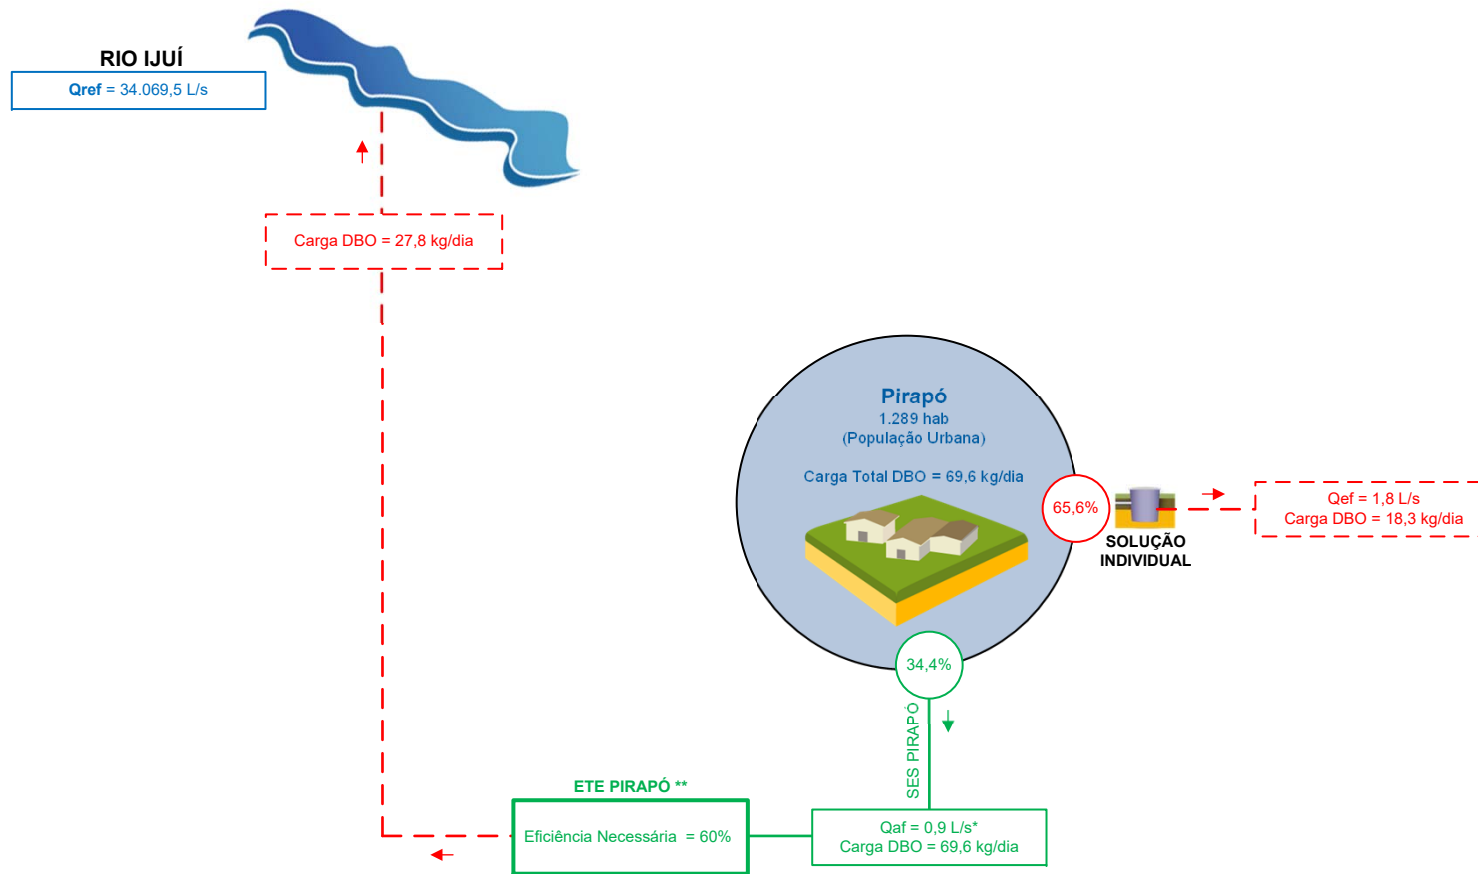 RIO IJUÍ
Qref = 34.069,5 L/s
Carga DBO = 27,8 kg/dia
Pirapó
1.289 hab
(População Urbana)
Carga Total DBO = 69,6 kg/dia
65,6%
SOLUÇÃO
INDIVIDUAL
Qef = 1,8 L/s
Carga DBO = 18,3 kg/dia
34,4%
SES PIRAPÓ
ETE PIRAPÓ **
Eficiência Necessária = 60%
Qaf = 0,9 L/s*
Carga DBO = 69,6 kg/dia